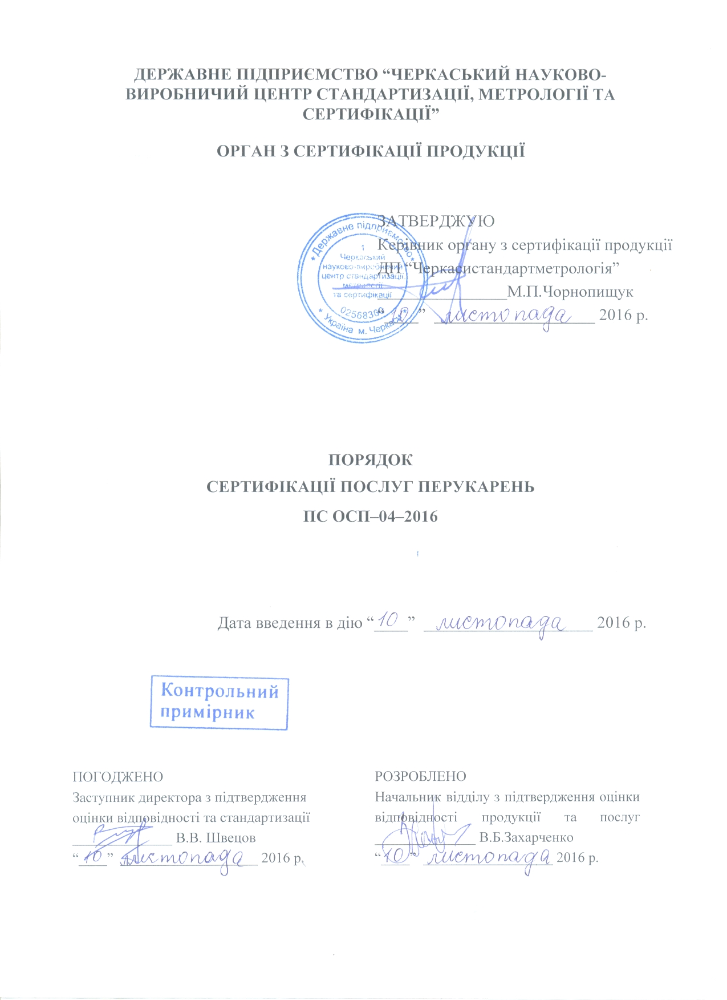 ДЕРЖАВНЕ ПІДПРИЄМСТВО “ЧЕРКАСЬКИЙ НАУКОВО-
ВИРОБНИЧИЙ ЦЕНТР СТАНДАРТИЗАЦІЇ, МЕТРОЛОГІЇ ТА
СЕРТИФІКАЦІЇ”
ОРГАН З СЕРТИФІКАЦІЇ ПРОДУКЦІЇ
ЗАТВЕРДЖУЮ
Керівник органу з сертифікації продукції
ДП “Черкасистандартметрологія”
_______________М.П.Чорнопищук
“10” листопада 2016 р.
* Державне підприємство *
1
Черкаський
науково-виробничий
центр стандартизації,
метрології
та сертифікації
02568360
* Україна м. Черкаси *
ПОРЯДОК
СЕРТИФІКАЦІЇ ПОСЛУГ ПЕРУКАРЕНЬ
ПС ОСП–04–2016
Дата введення в дію “10” листопада 2016 р.
Контрольний
примірник
ПОГОДЖЕНО
Заступник директора з підтвердження
оцінки відповідності та стандартизації
______________ В.В. Швецов
“10” листопада 2016 р.
РОЗРОБЛЕНО
Начальник відділу з підтвердження оцінки
відповідності продукції та послуг
______________ В.Б.Захарченко
“10” листопада 2016 р.